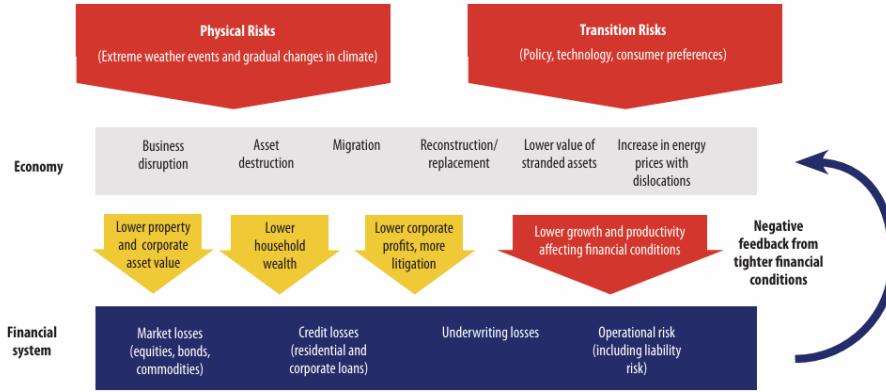 Physical Risks
(Extreme weather events and gradual changes in climate)
Transition Risks
(Policy, technology, consumer preferences)
Economy
Business
disruption
Asset
destruction
Migration
Reconstruction/
replacement
Lower value of
stranded assets
Increase in energy
prices with
dislocations
Lower property
and corporate
asset value
Lower
household
wealth
Lower corporate
profits, more
litigation
Lower growth and productivity
affecting financial conditions
Negative
feedback from
tighter financial
conditions
Financial
system
Market losses
(equities, bonds,
commodities)
Credit losses
(residential and
corporate loans)
Underwriting losses
Operational risk
(including liability
risk)